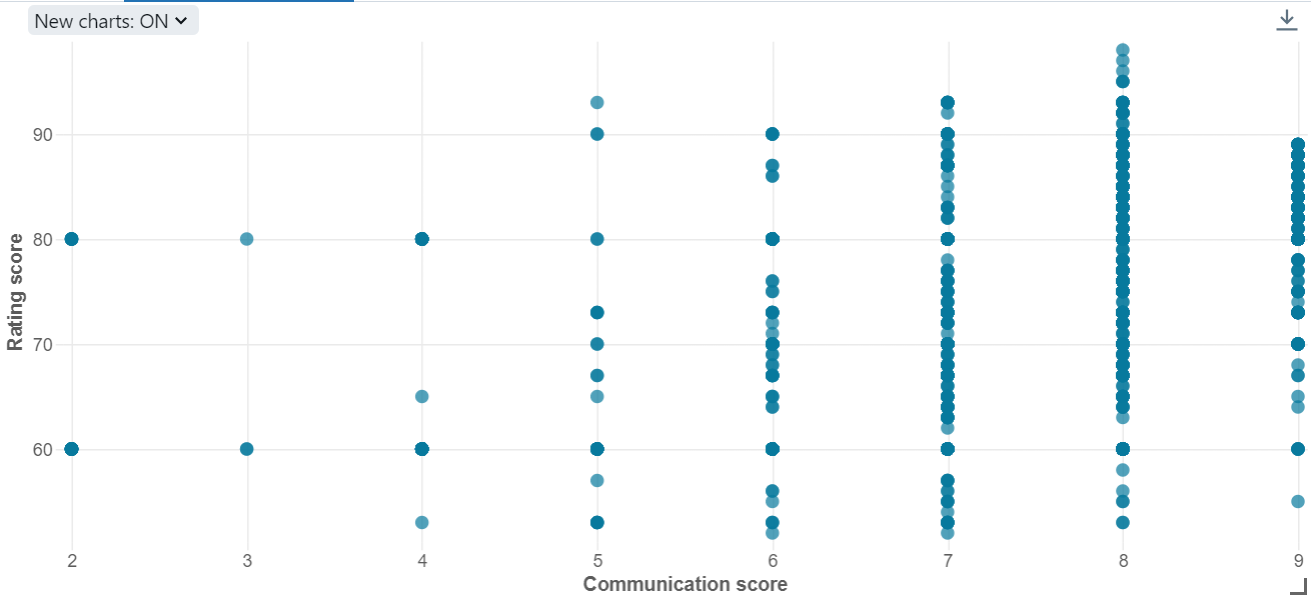 New charts: ON
90
80
70
60
Rating score
2 3 4 5 6 7 8 9
Communication score